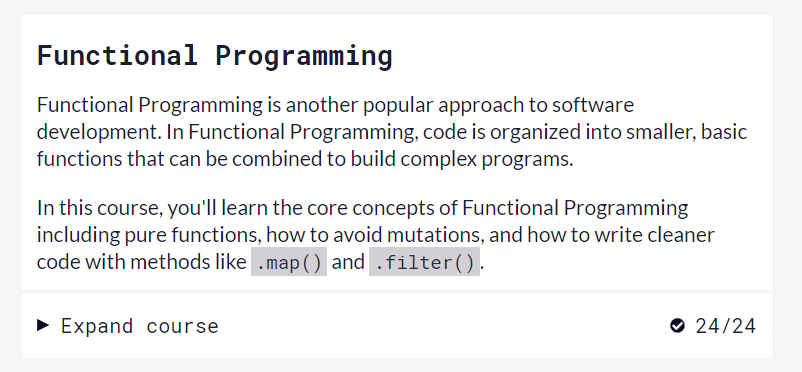 Functional Programming
Functional Programming is another popular approach to software
development. In Functional Programming, code is organized into smaller, basic
functions that can be combined to build complex programs.
In this course, you'll learn the core concepts of Functional Programming
including pure functions, how to avoid mutations, and how to write cleaner
code with methods like .map() and .filter().
Expand course 24/24